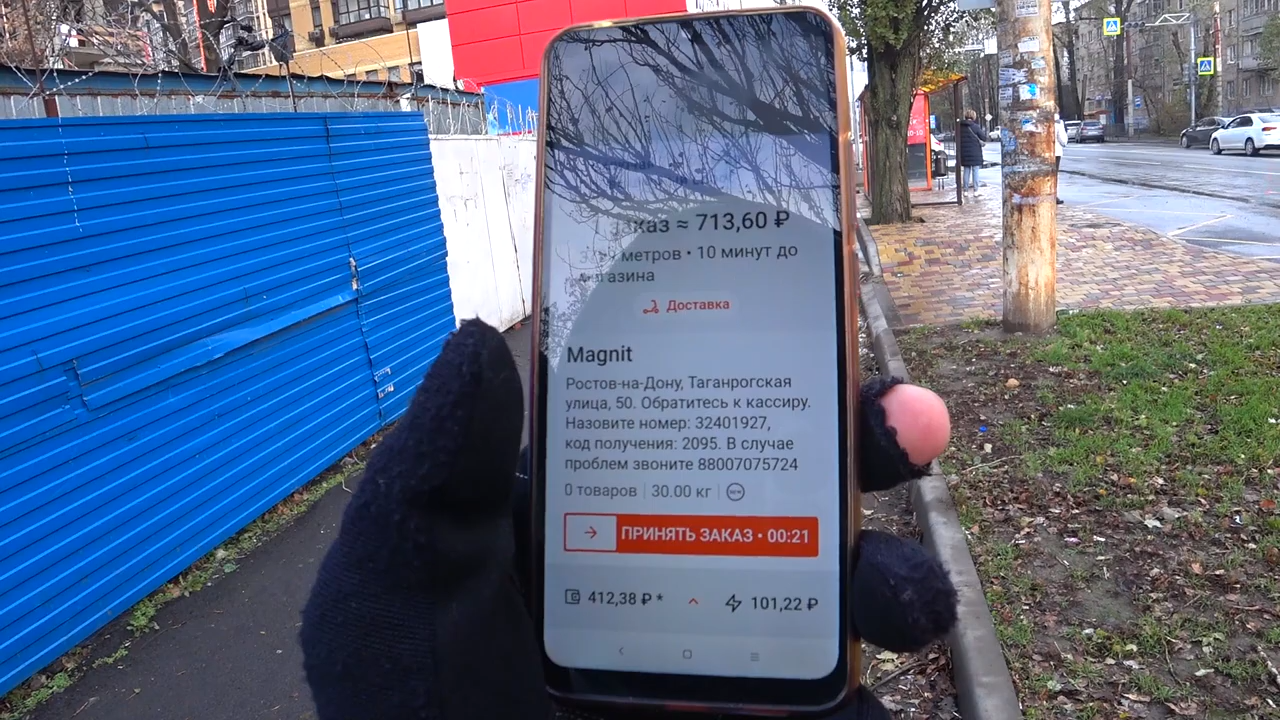 заказ ≈ 713,60 ₽
метров • 10 минут до
магазина
Доставка
Magnit
Ростов-на-Дону, Таганрогская
улица, 50. Обратитесь к кассиру.
Назовите номер: 32401927,
код получения: 2095. В случае
проблем звоните 88007075724
0 товаров | 30.00 кг
ПРИНЯТЬ ЗАКАЗ • 00:21
412,38 ₽ *
101,22 ₽